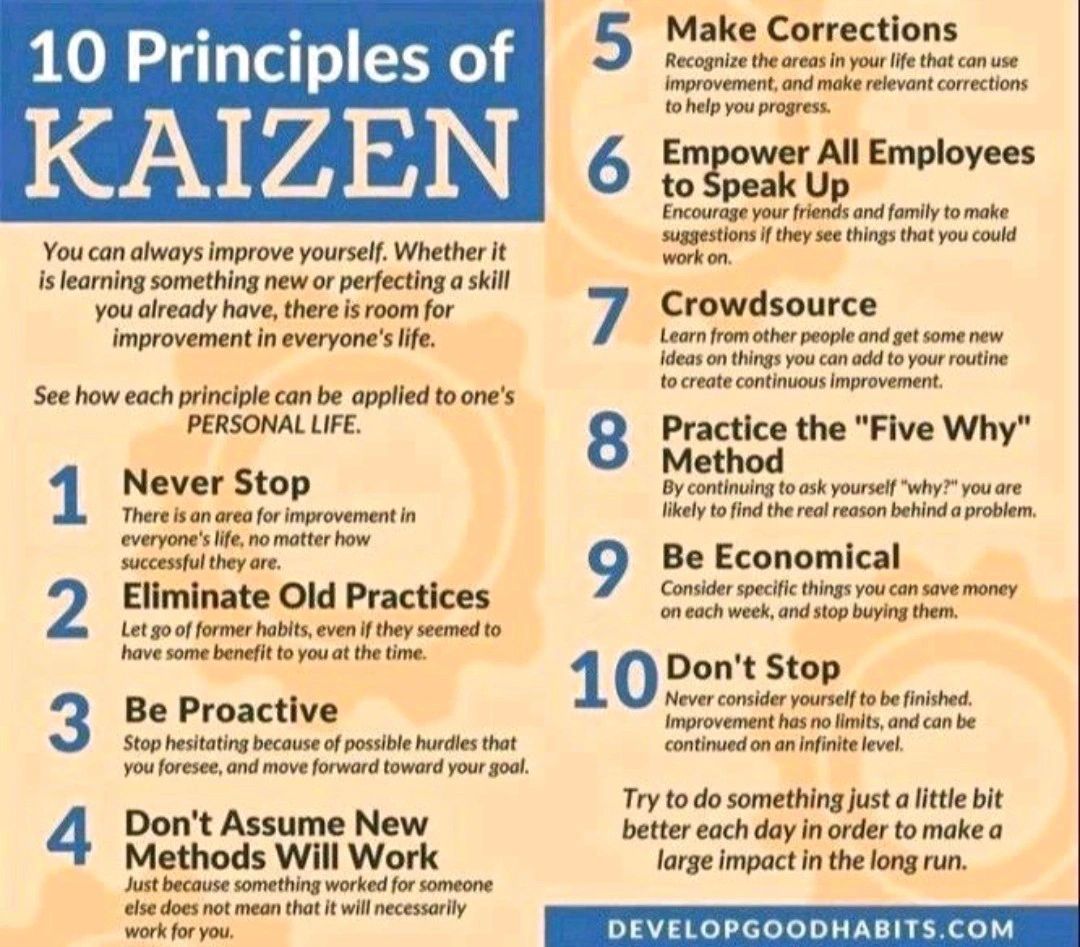 10 Principles of
KAIZEN
You can always improve yourself. Whether it
is learning something new or perfecting a skill
you already have, there is room for
improvement in everyone's life.
See how each principle can be applied to one's
PERSONAL LIFE.
1 Never Stop
There is an area for improvement in
everyone's life, no matter how
successful they are.
2 Eliminate Old Practices
Let go of former habits, even if they seemed to
have some benefit to you at the time.
3 Be Proactive
Stop hesitating because of possible hurdles that
you foresee, and move forward toward your goal.
4 Don't Assume New
Methods Will Work
Just because something worked for someone
else does not mean that it will necessarily
work for you.
5 Make Corrections
Recognize the areas in your life that can use
improvement, and make relevant corrections
to help you progress.
6 Empower All Employees
to Speak Up
Encourage your friends and family to make
suggestions if they see things that you could
work on.
7 Crowdsource
Learn from other people and get some new
ideas on things you can add to your routine
to create continuous improvement.
8 Practice the "Five Why"
Method
By continuing to ask yourself "why?" you are
likely to find the real reason behind a problem.
9 Be Economical
Consider specific things you can save money
on each week, and stop buying them.
10 Don't Stop
Never consider yourself to be finished.
Improvement has no limits, and can be
continued on an infinite level.
Try to do something just a little bit
better each day in order to make a
large impact in the long run.
DEVELOPGOODHABITS.COM